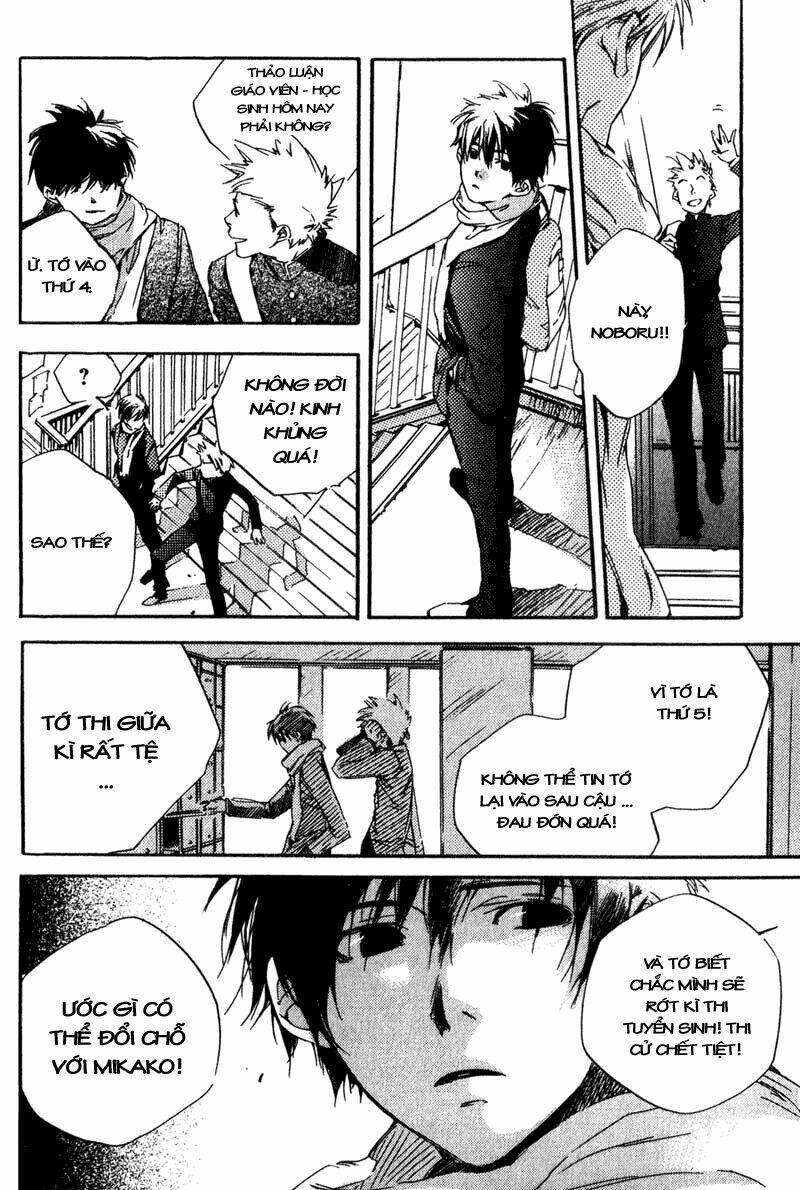 NÀY,
NOBORU!!
THẢO LUẬN
GIÁO VIÊN - HỌC
SINH HÔM NAY
PHẢI KHÔNG?
Ừ. TỚ VÀO
THỨ 4.
KHÔNG ĐỜI
NÀO! KINH
KHỦNG
QUÁ!
?
SAO THẾ?
VÌ TỚ LÀ
THỨ 5!
KHÔNG THỂ TIN TỚ
LẠI VÀO SAU CẬU ...
ĐAU ĐỚN QUÁ!
TỚ THI GIỮA
KÌ RẤT TỆ
...
VÀ TỚ BIẾT
CHẮC MÌNH SẼ
RỚT KÌ THI
TUYỂN SINH! THI
CỬ CHẾT TIỆT!
ƯỚC GÌ CÓ
THỂ ĐỔI CHỖ
VỚI MIKAKO!